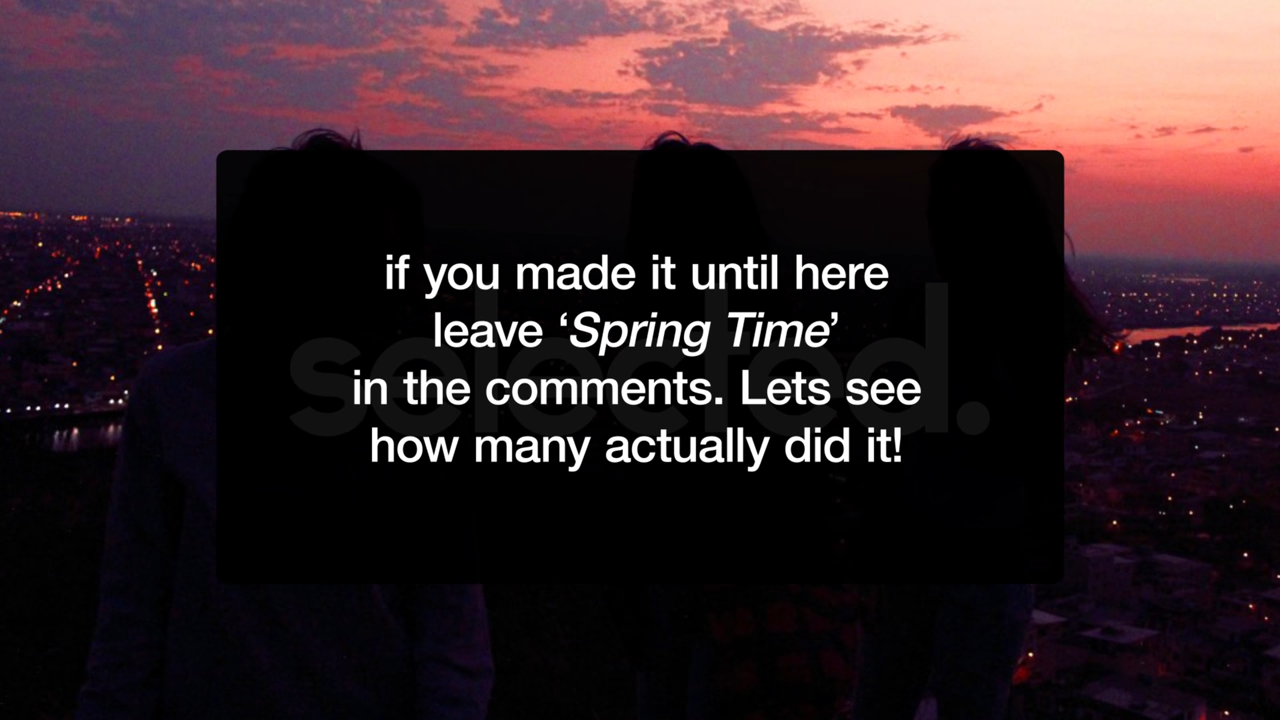 if you made it until here
leave ‘Spring Time’
in the comments. Lets see
how many actually did it!
selected.